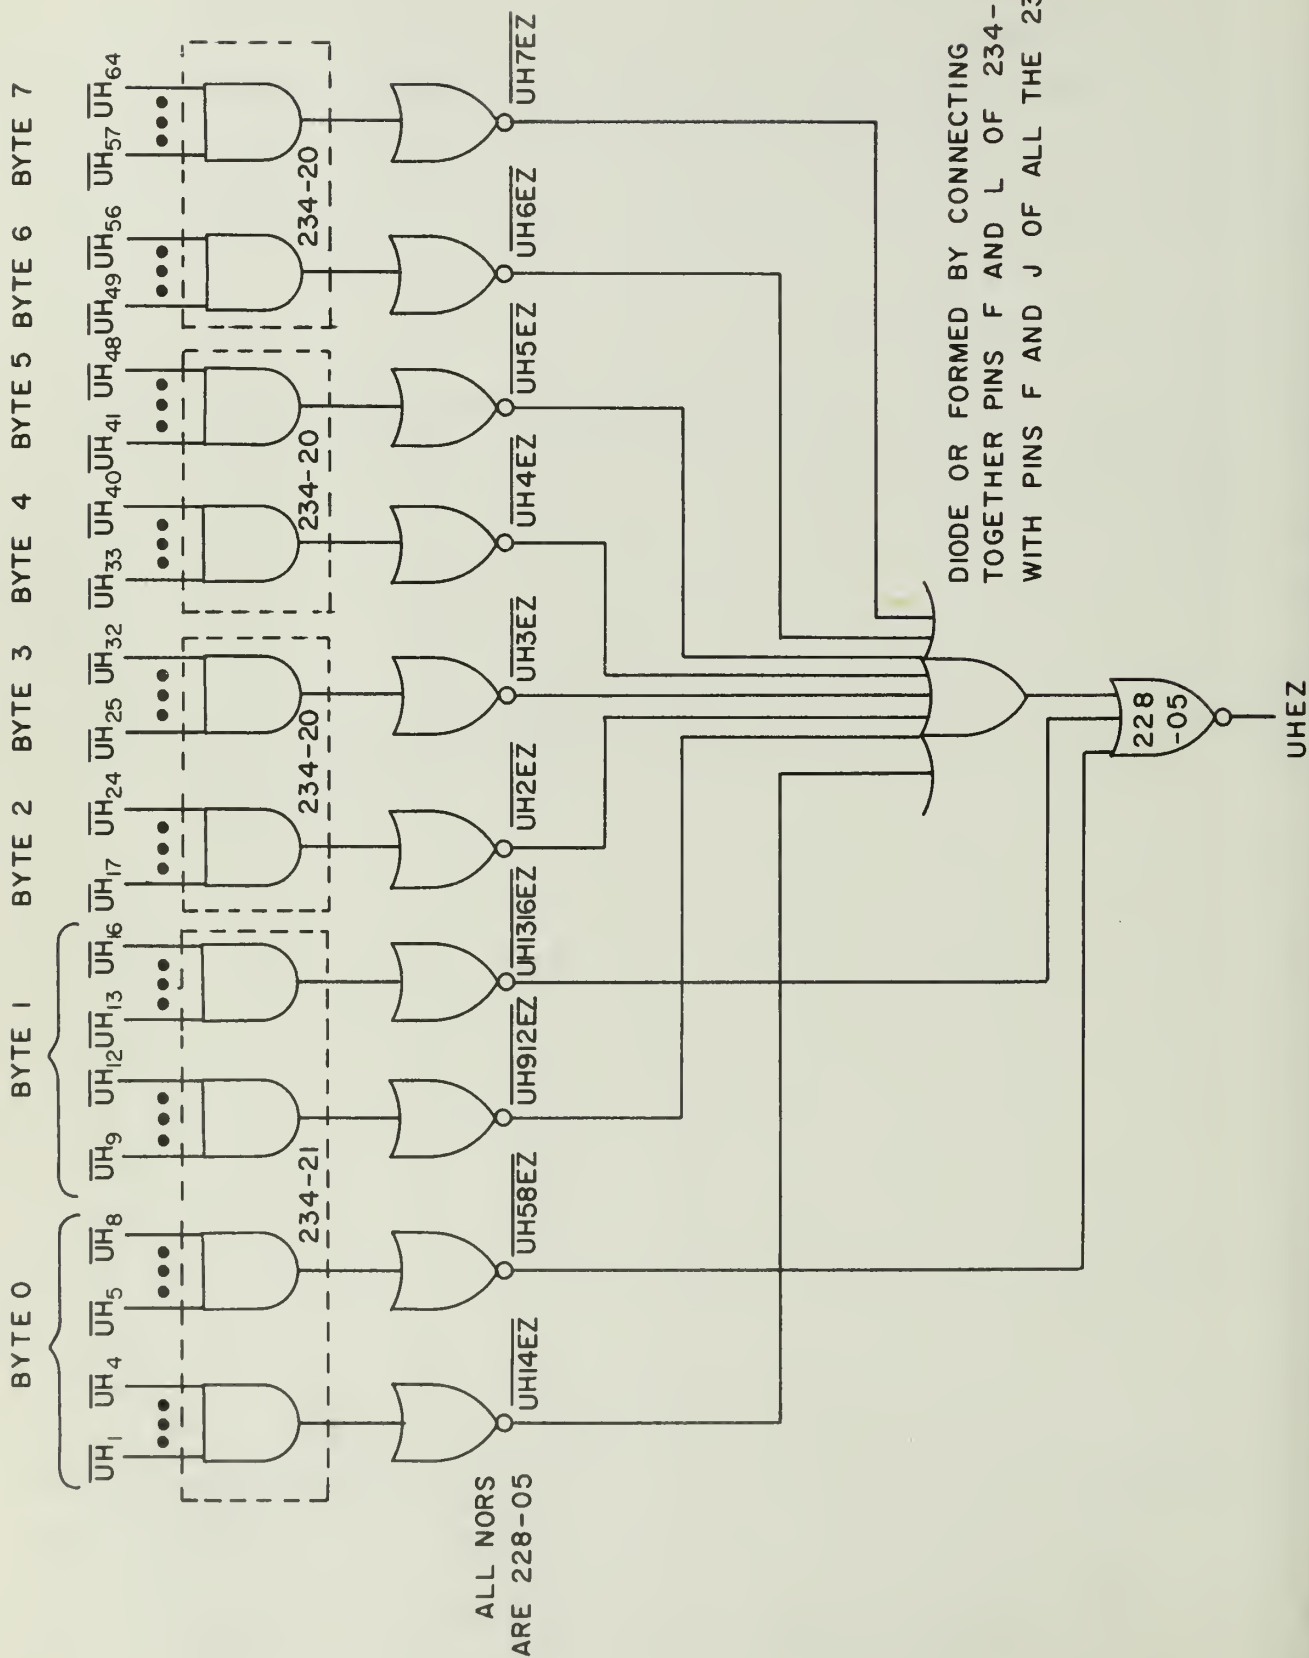 BYTE 0 BYTE 1 BYTE 2 BYTE 3 BYTE 4 BYTE 5 BYTE 6 BYTE 7
UH1 UH4 UH5 UH8 UH9 UH12 UH13 UH16 UH17 UH24 UH25 UH32 UH33 UH40 UH41 UH48 UH49 UH56 UH57 UH64
234-21 234-20 234-20 234-20
ALL NORS
ARE 228-05
UH14EZ UH58EZ UH912EZ UH1316EZ UH2EZ UH3EZ UH4EZ UH5EZ UH6EZ UH7EZ
DIODE OR FORMED BY CONNECTING
TOGETHER PINS F AND L OF 234-
WITH PINS F AND J OF ALL THE 23
228
-05
UHEZ